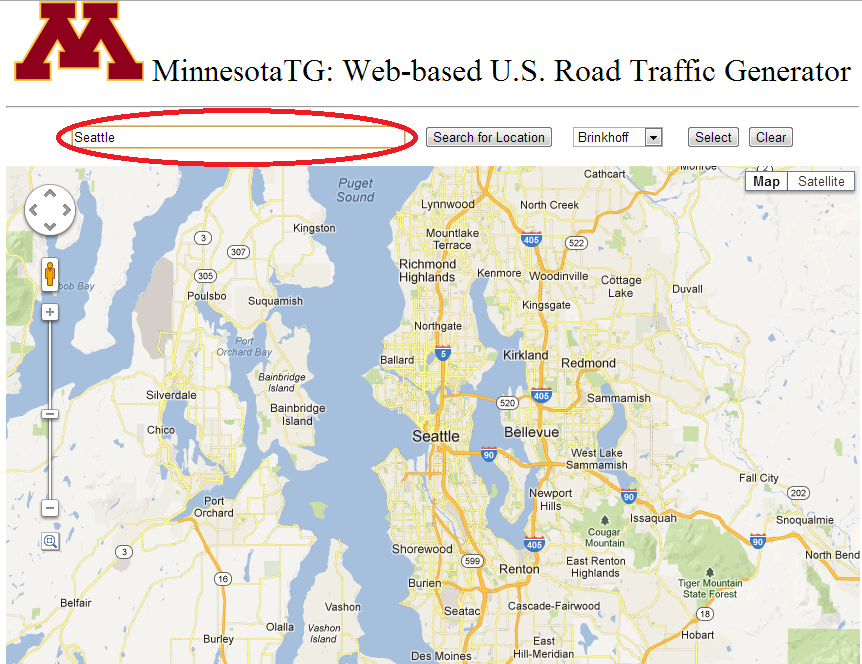 M
MinnesotaTG: Web-based U.S. Road Traffic Generator
Seattle
Search for Location
Brinkhoff
Select
Clear
Map
Satellite
Puget
Sound
Cathcart
Monroe
Lynnwood
North Creek
Kingston
Mountlake
Terrace
405
522
3
307
Richmond
Highlands
Kenmore
Woodinville
305
Cottage
Lake
Duvall
bob Bay
Poulsbo
Suquamish
Kingsgate
Northgate
Port
Orchard Bay
Ballard
5
Kirkland
Redmond
Bainbridge
Island
Silverdale
520
405
Sammamish
Bainbridge
Island
Chico
Seattle
Bellevue
90
West Lake
Sammamish
Fall City
Port
Orchard
Newport
Hills
90
202
Issaquah
Snoqualmie
Cougar
Mountain
3
Shorewood
405
90
North Bend
599
Renton
East Renton
Highlands
16
Burien
Tiger Mountain
State Forest
Belfair
Vashon
Seatac
Cascade-Fairwood
18
Olalla
Vashon
Island
Burley
East
Hill-Meridian
Hobart
Des Moines